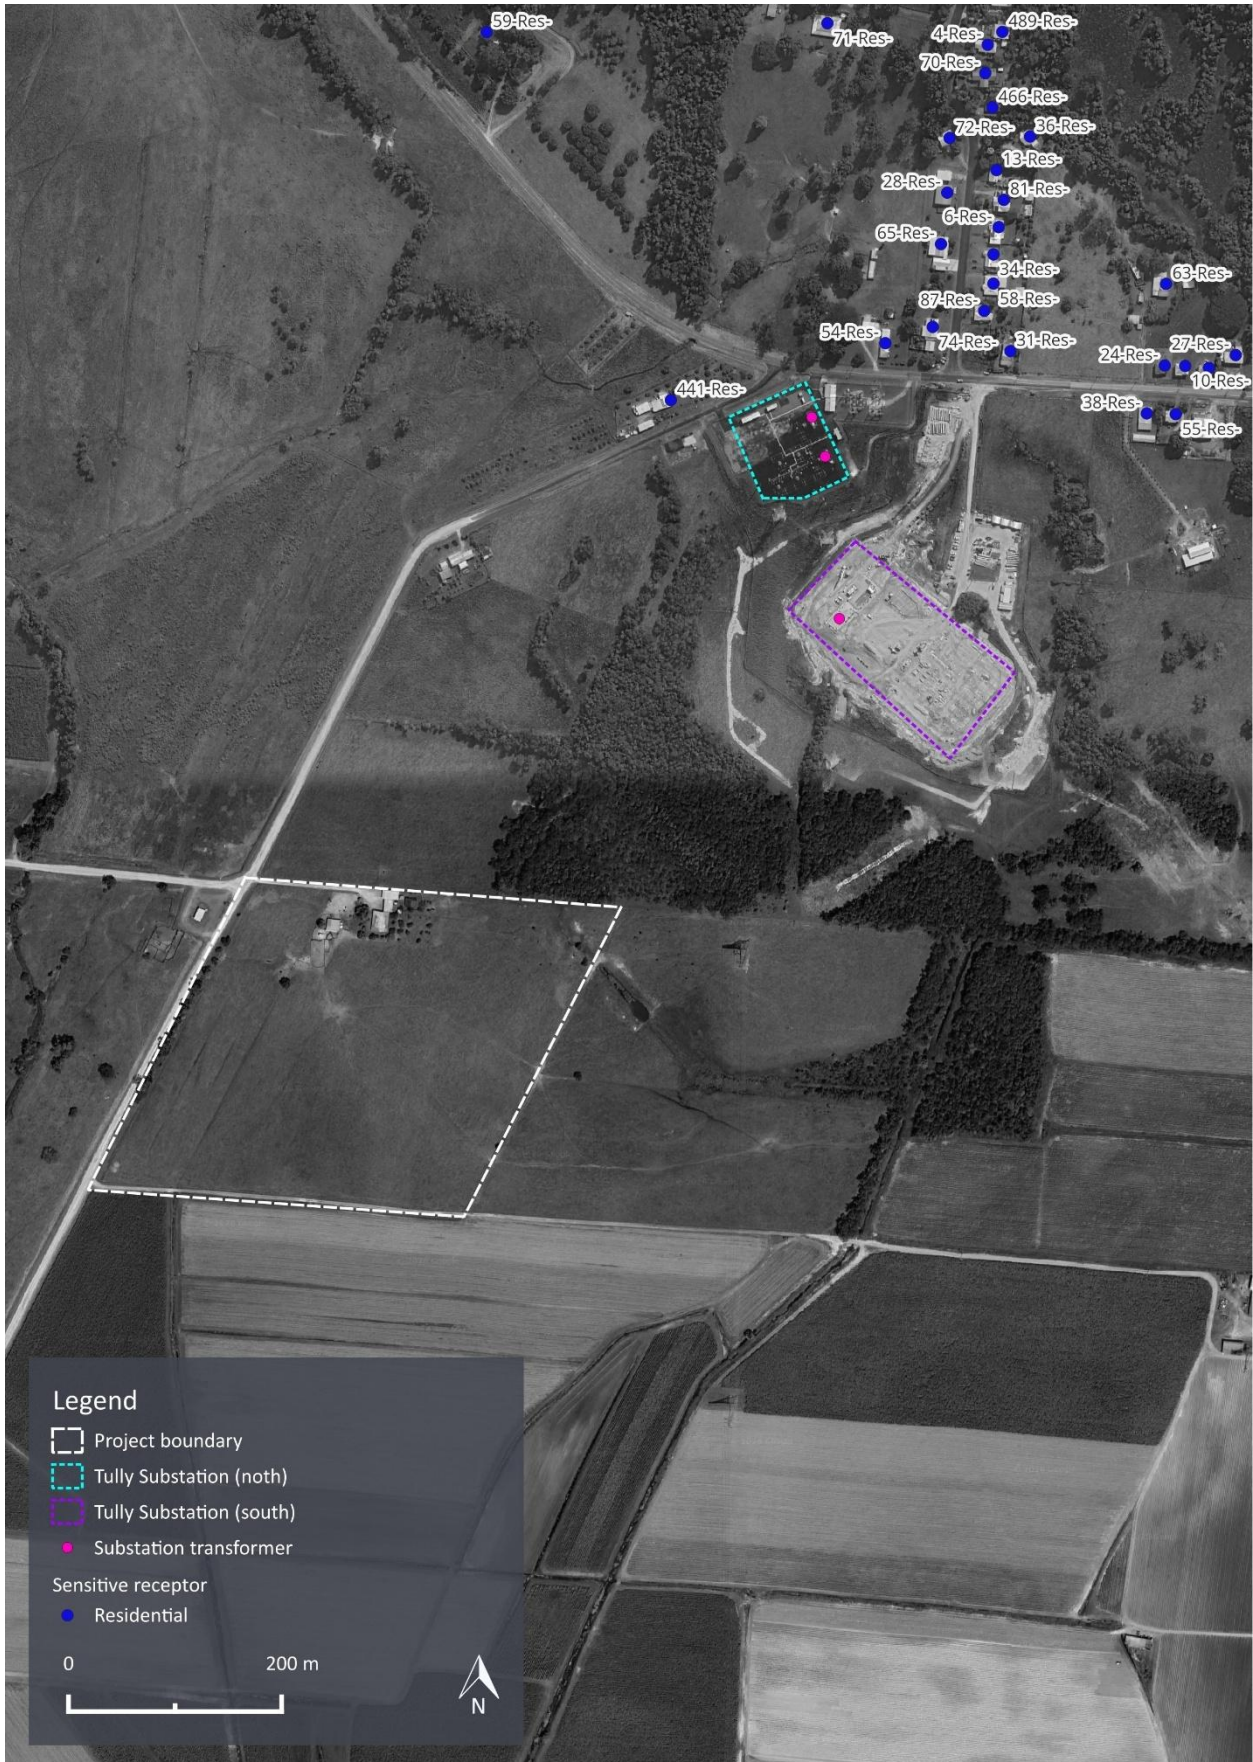 59-Res-
71-Res-
489-Res-
4-Res-
70-Res-
466-Res-
72-Res-
36-Res-
13-Res-
28-Res-
81-Res-
6-Res-
65-Res-
34-Res-
63-Res-
87-Res-
58-Res-
54-Res-
74-Res-
31-Res-
24-Res-
27-Res-
10-Res-
441-Res-
38-Res-
55-Res-
Legend
Project boundary
Tully Substation (noth)
Tully Substation (south)
Substation transformer
Sensitive receptor
Residential
0 200 m
N